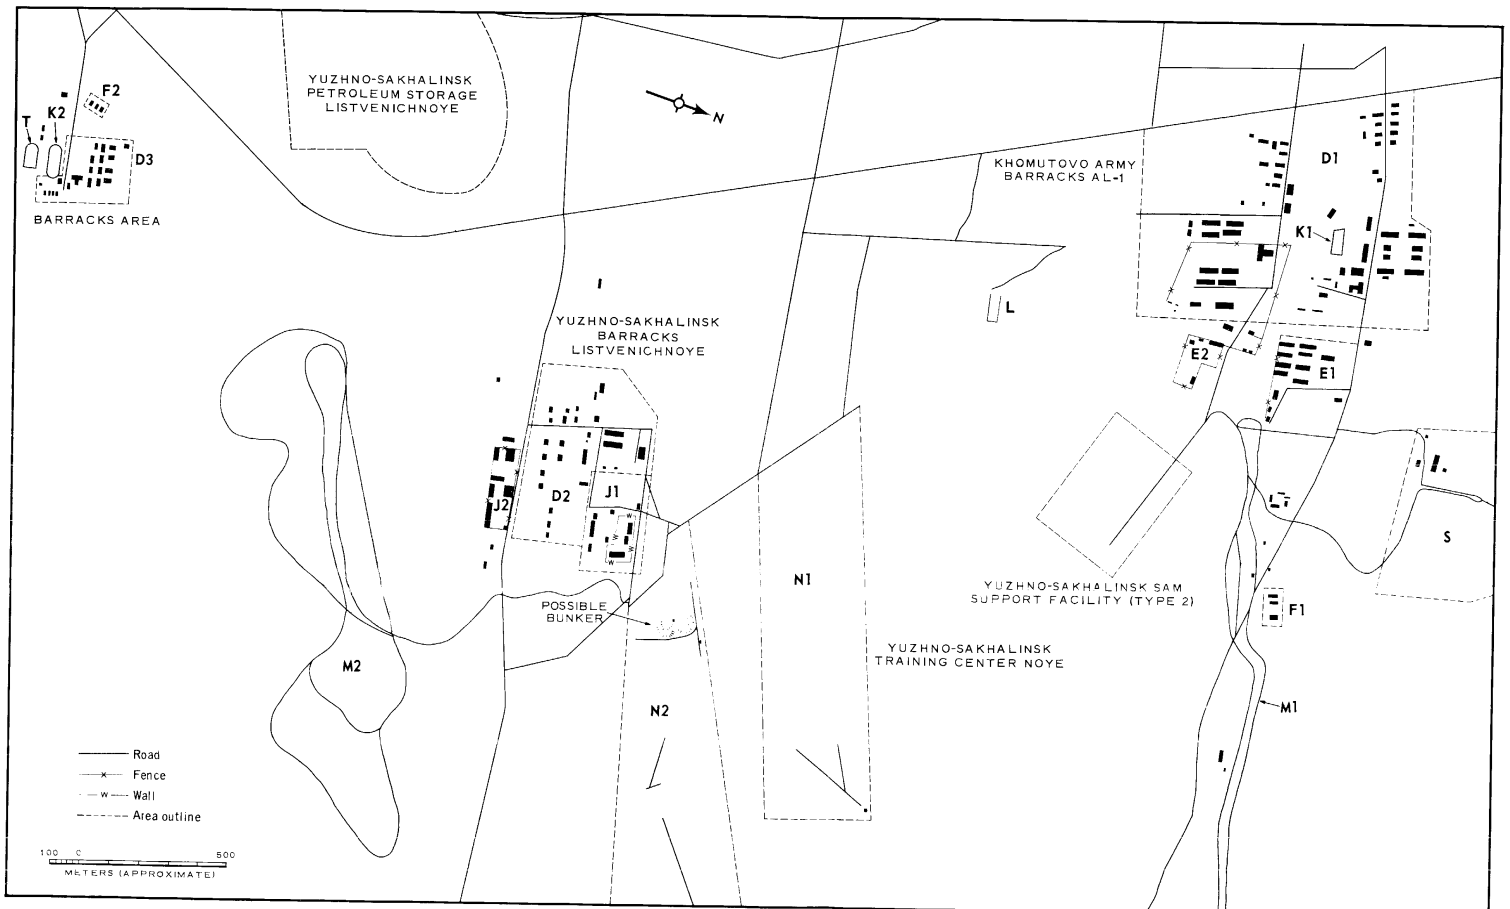 YUZHNO-SAKHALINSK
PETROLEUM STORAGE
LISTVENICHNOYE
N
F2
T
K2
D3
BARRACKS AREA
KHOMUTOVO ARMY
BARRACKS AL-1
D1
K1
L
E2
E1
YUZHNO-SAKHALINSK
BARRACKS
LISTVENICHNOYE
J2
D2
J1
W
W
W
W
S
N1
YUZHNO-SAKHALINSK SAM
SUPPORT FACILITY (TYPE 2)
F1
POSSIBLE
BUNKER
YUZHNO-SAKHALINSK
TRAINING CENTER NOYE
M2
N2
M1
Road
Fence
W Wall
Area outline
100 0 500
METERS (APPROXIMATE)